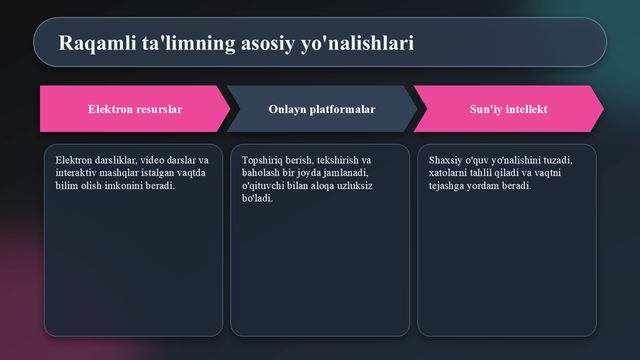 Raqamli ta'limning asosiy yo'nalishlari
Elektron resurslar
Onlayn platformalar
Sun'iy intellekt
Elektron darsliklar, video darslar va
interaktiv mashqlar istalgan vaqtda
bilim olish imkonini beradi.
Topshiriq berish, tekshirish va
baholash bir joyda jamlanadi,
o'qituvchi bilan aloqa uzluksiz
bo'ladi.
Shaxsiy o'quv yo'nalishini tuzadi,
xatolarni tahlil qiladi va vaqtni
tejashga yordam beradi.